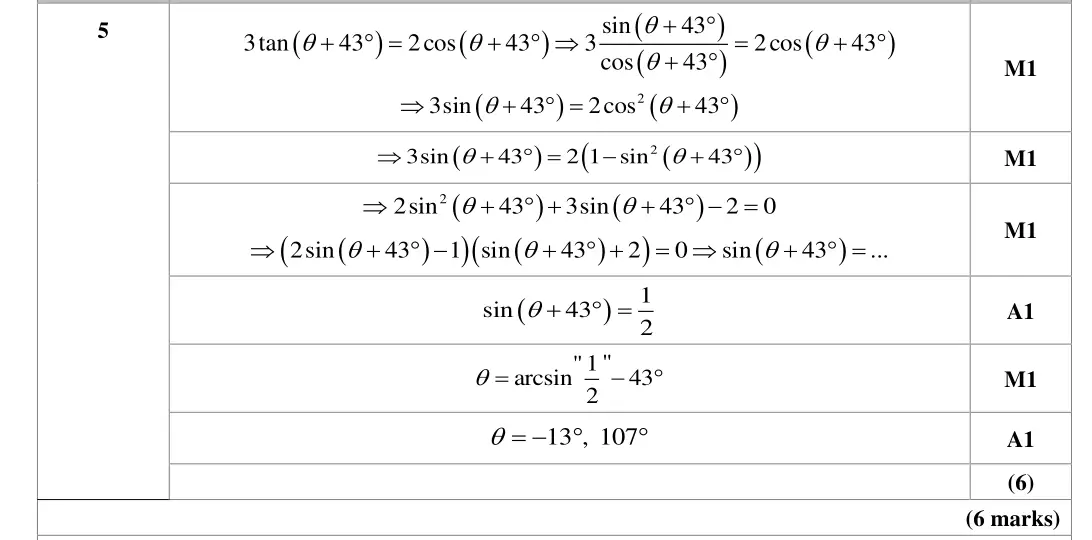 5
3tan(θ+43°)=2cos(θ+43°)⇒3 sin(θ+43°)/cos(θ+43°)=2cos(θ+43°)
⇒3sin(θ+43°)=2cos²(θ+43°)
M1
⇒3sin(θ+43°)=2(1−sin²(θ+43°))
M1
⇒2sin²(θ+43°)+3sin(θ+43°)−2=0
⇒(2sin(θ+43°)−1)(sin(θ+43°)+2)=0⇒sin(θ+43°)=...
M1
sin(θ+43°)=1/2
A1
θ=arcsin"1/2"−43°
M1
θ=−13°, 107°
A1
(6)
(6 marks)